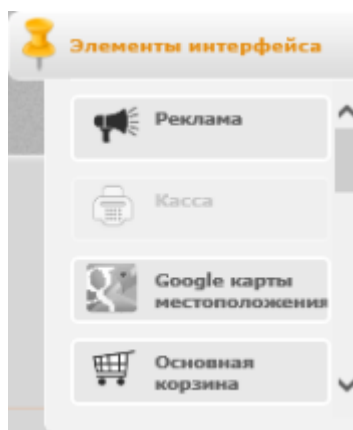 Элементы интерфейса
Реклама
Касса
Google карты
местоположения
Основная
корзина